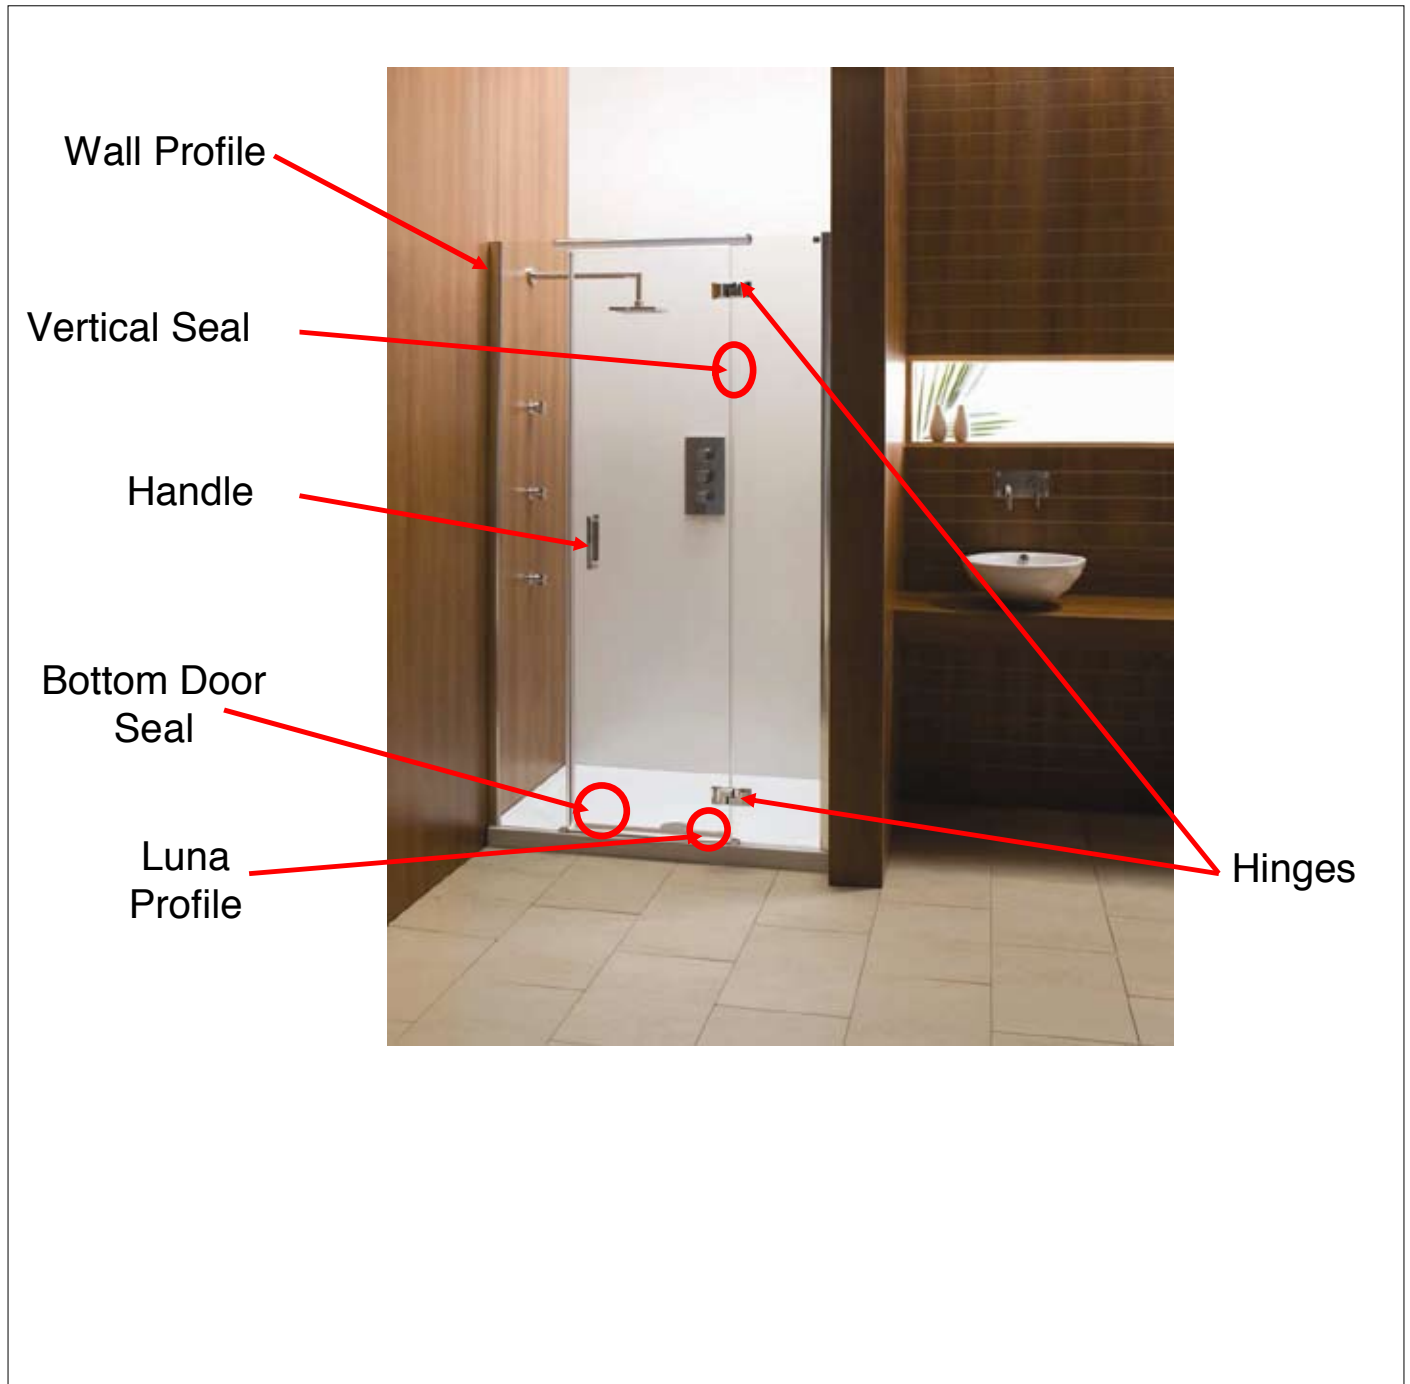 Wall Profile
Vertical Seal
Handle
Bottom Door
Seal
Luna
Profile
Hinges